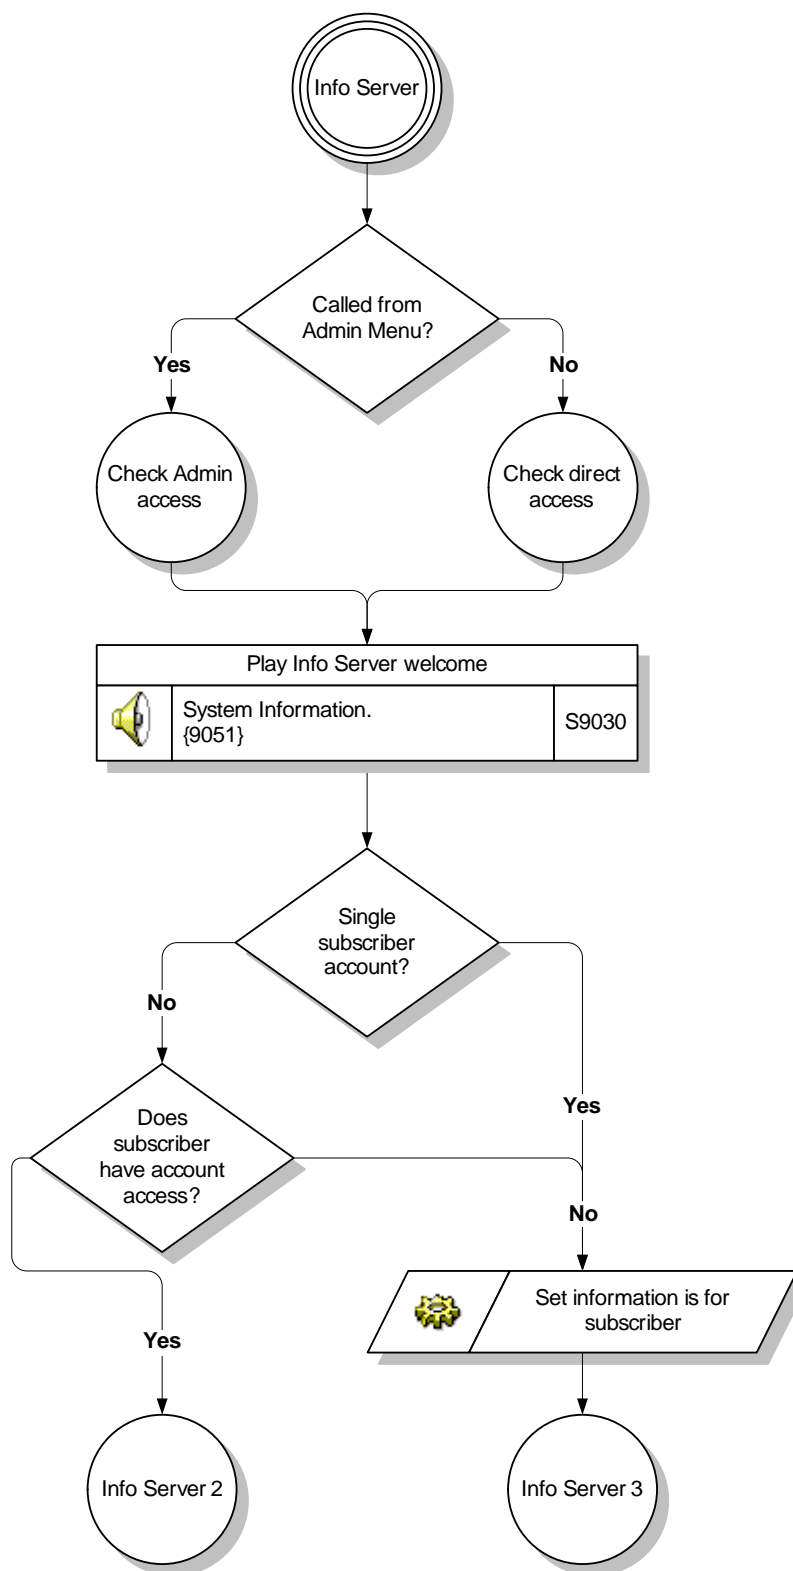 Info Server
Called from
Admin Menu?
Yes
No
Check Admin
access
Check direct
access
Play Info Server welcome
System Information.
{9051}
S9030
Single
subscriber
account?
No
Does
subscriber
have account
access?
Yes
No
Set information is for
subscriber
Yes
Info Server 2
Info Server 3